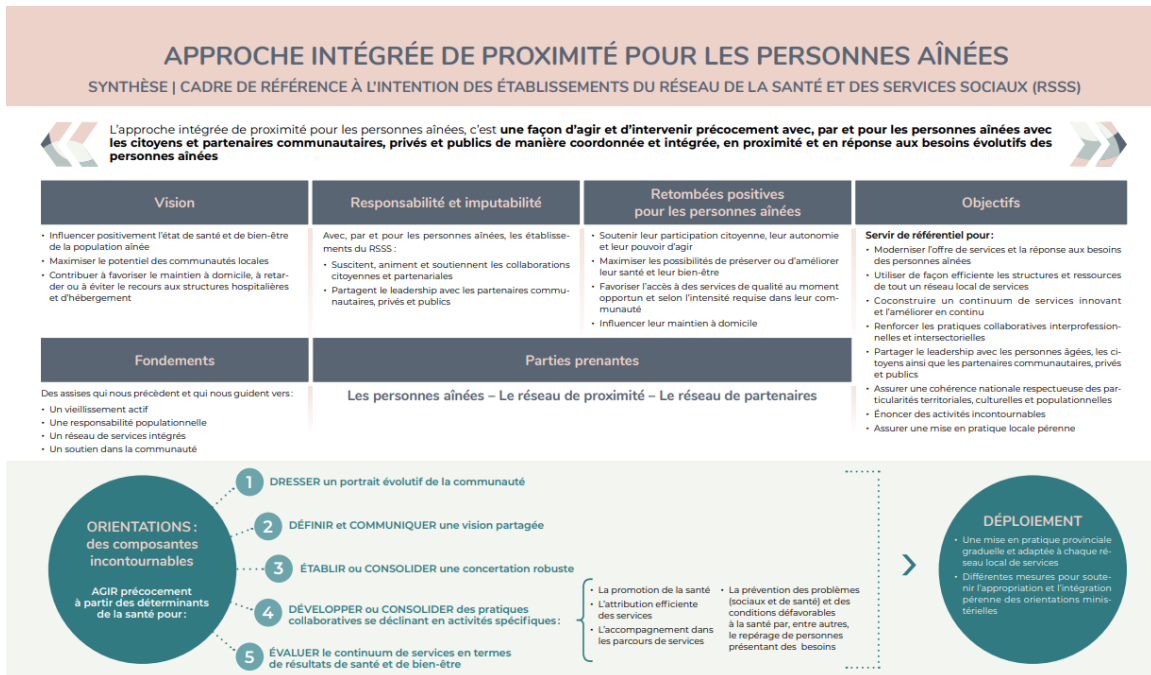 APPROCHE INTÉGRÉE DE PROXIMITÉ POUR LES PERSONNES AÎNÉES
SYNTHÈSE | CADRE DE RÉFÉRENCE À L'INTENTION DES ÉTABLISSEMENTS DU RÉSEAU DE LA SANTÉ ET DES SERVICES SOCIAUX (RSSS)
L'approche intégrée de proximité pour les personnes aînées, c'est une façon d'agir et d'intervenir précocement avec, par et pour les personnes aînées avec
les citoyens et partenaires communautaires, privés et publics de manière coordonnée et intégrée, en proximité et en réponse aux besoins évolutifs des
personnes aînées
Vision
• Influencer positivement l'état de santé et de bien-être
de la population aînée
• Maximiser le potentiel des communautés locales
• Contribuer à favoriser le maintien à domicile, à retar-
der ou à éviter le recours aux structures hospitalières
et d'hébergement
Responsabilité et imputabilité
Avec, par et pour les personnes aînées, les établisse-
ments du RSSS :
• Suscitent, animent et soutiennent les collaborations
citoyennes et partenariales
• Partagent le leadership avec les partenaires commu-
nautaires, privés et publics
Retombées positives
pour les personnes aînées
• Soutenir leur participation citoyenne, leur autonomie
et leur pouvoir d'agir
• Maximiser les possibilités de préserver ou d'améliorer
leur santé et leur bien-être
• Favoriser l'accès à des services de qualité au moment
opportun et selon l'intensité requise dans leur com-
munauté
• Influencer leur maintien à domicile
Objectifs
Servir de référentiel pour :
• Moderniser l'offre de services et la réponse aux besoins
des personnes aînées
• Utiliser de façon efficiente les structures et ressources
de tout un réseau local de services
• Coconstruire un continuum de services innovant
et l'améliorer en continu
• Renforcer les pratiques collaboratives interprofession-
nelles et intersectorielles
• Partager le leadership avec les personnes âgées, les ci-
toyens ainsi que les partenaires communautaires, privés
et publics
• Assurer une cohérence nationale respectueuse des par-
ticularités territoriales, culturelles et populationnelles
• Énoncer des activités incontournables
• Assurer une mise en pratique locale pérenne
Fondements
Des assises qui nous précèdent et qui nous guident vers :
• Un vieillissement actif
• Une responsabilité populationnelle
• Un réseau de services intégrés
• Un soutien dans la communauté
Parties prenantes
Les personnes aînées – Le réseau de proximité – Le réseau de partenaires
ORIENTATIONS :
des composantes
incontournables
AGIR précocement
à partir des déterminants
de la santé pour :
1 DRESSER un portrait évolutif de la communauté
2 DÉFINIR et COMMUNIQUER une vision partagée
3 ÉTABLIR ou CONSOLIDER une concertation robuste
4 DÉVELOPPER ou CONSOLIDER des pratiques
collaboratives se déclinant en activités spécifiques :
• La promotion de la santé
• L'attribution efficiente
des services
• L'accompagnement dans
les parcours de services
• La prévention des problèmes
(sociaux et de santé) et des
conditions défavorables
à la santé par, entre autres,
le repérage de personnes
présentant des besoins
5 ÉVALUER le continuum de services en termes
de résultats de santé et de bien-être
DÉPLOIEMENT
• Une mise en pratique provinciale
graduelle et adaptée à chaque ré-
seau local de services
• Différentes mesures pour soute-
nir l'appropriation et l'intégration
pérenne des orientations minis-
térielles